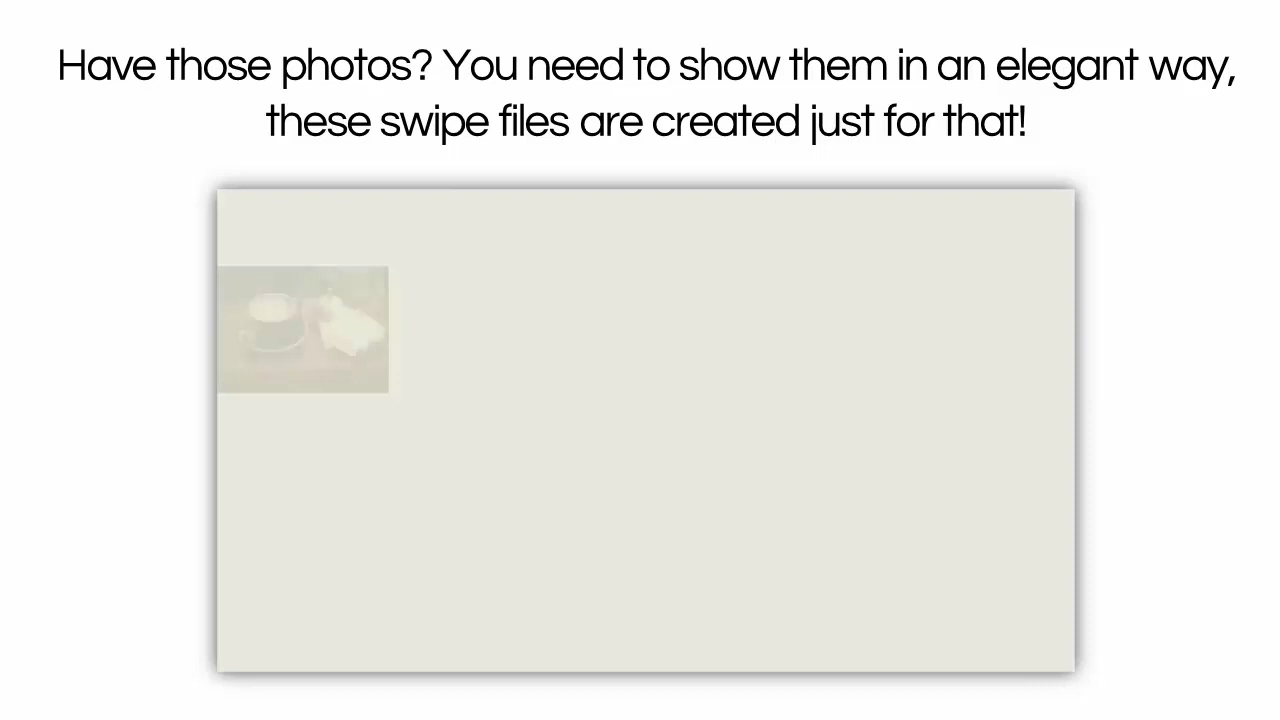 Have those photos? You need to show them in an elegant way,
these swipe files are created just for that!